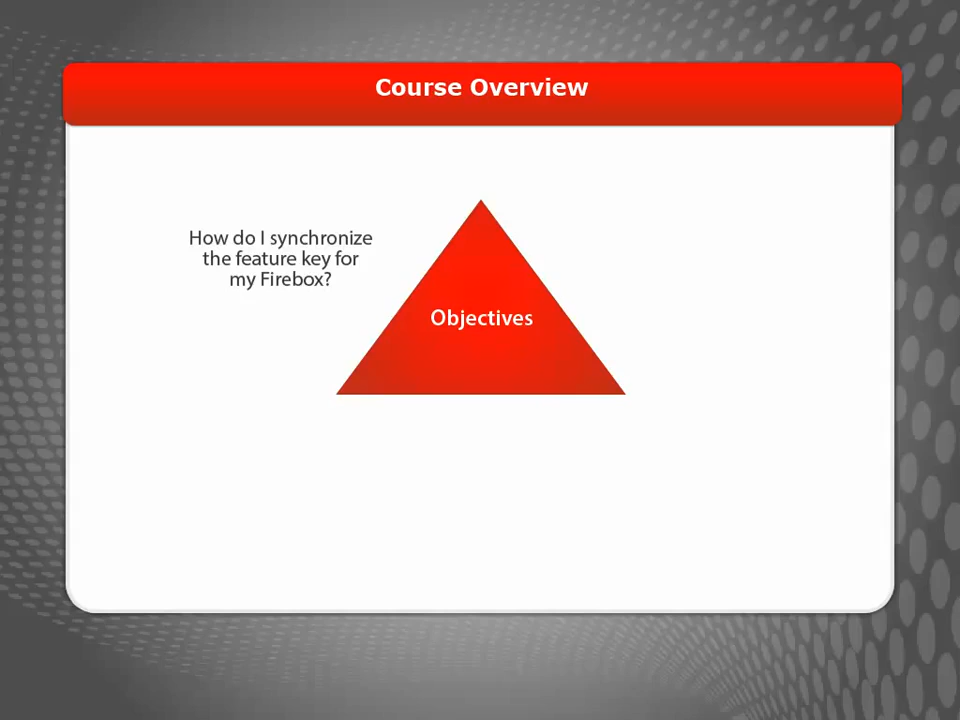 Course Overview
How do I synchronize
the feature key for
my Firebox?
Objectives